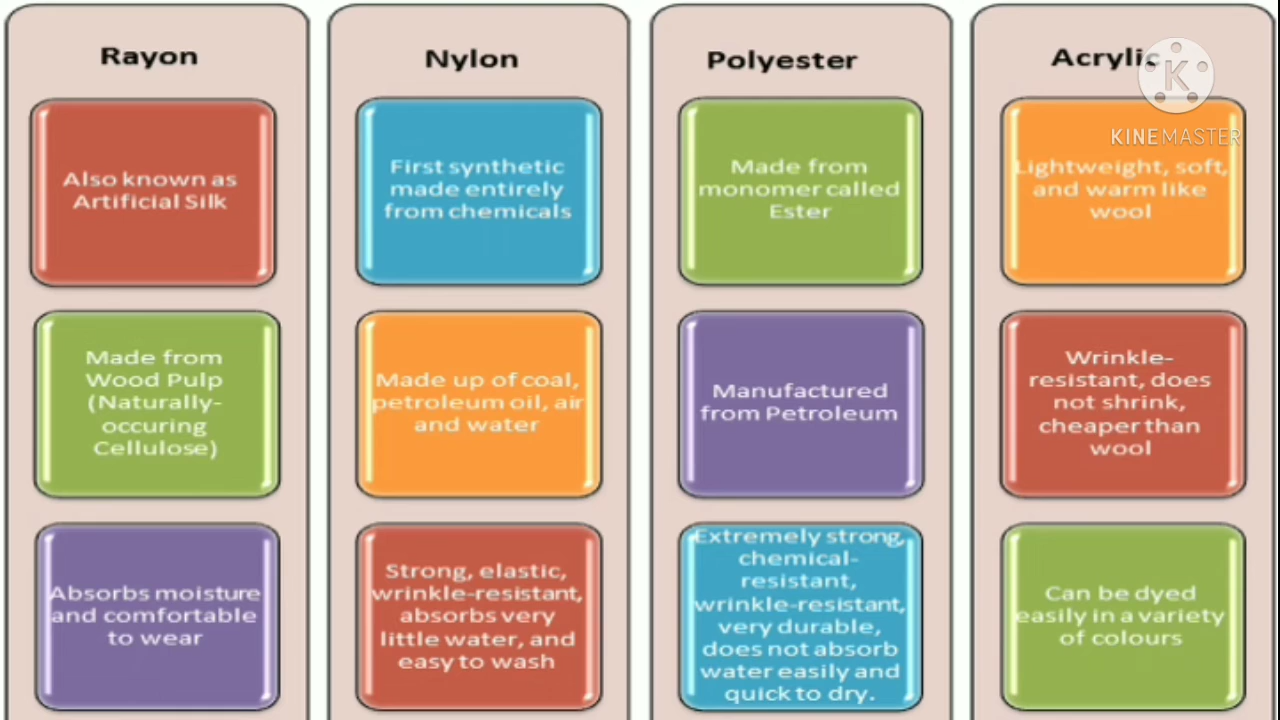 Rayon
Also known as
Artificial Silk
Made from
Wood Pulp
(Naturally-
occuring
Cellulose)
Absorbs moisture
and comfortable
to wear
Nylon
First synthetic
made entirely
from chemicals
Made up of coal,
petroleum oil, air
and water
Strong, elastic,
wrinkle-resistant,
absorbs very
little water, and
easy to wash
Polyester
Made from
monomer called
Ester
Manufactured
from Petroleum
Extremely strong,
chemical-
resistant,
wrinkle-resistant,
very durable,
does not absorb
water easily and
quick to dry.
Acrylic
Lightweight, soft,
and warm like
wool
Wrinkle-
resistant, does
not shrink,
cheaper than
wool
Can be dyed
easily in a variety
of colours
K
KINEMASTER